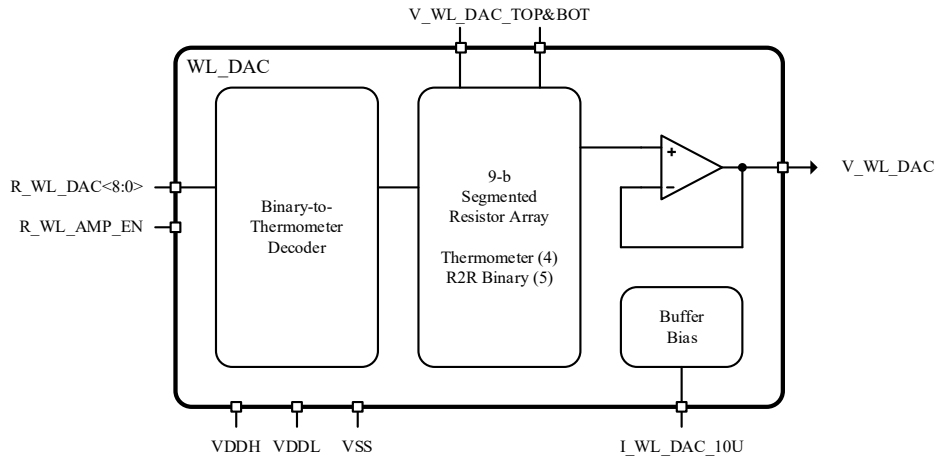 V_WL_DAC_TOP&BOT
WL_DAC
R_WL_DAC<8:0>
R_WL_AMP_EN
Binary-to-
Thermometer
Decoder
9-b
Segmented
Resistor Array
Thermometer (4)
R2R Binary (5)
+
−
V_WL_DAC
Buffer
Bias
VDDH
VDDL
VSS
I_WL_DAC_10U